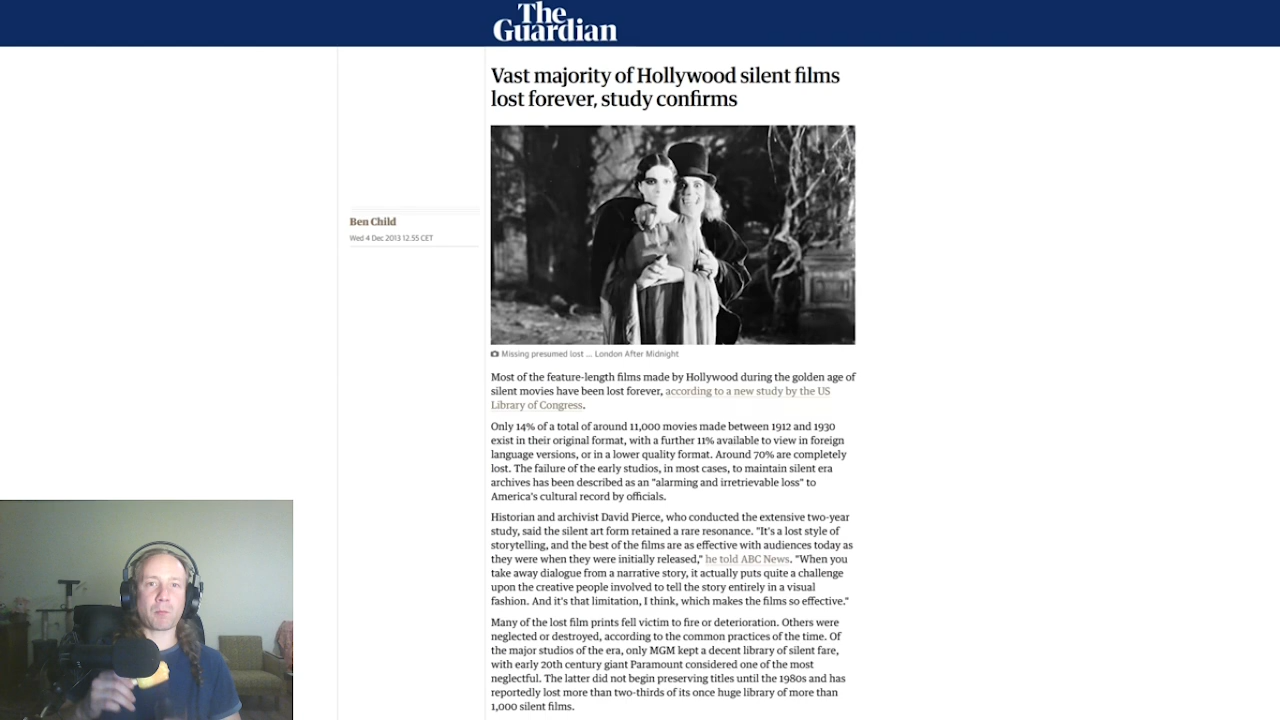 The
Guardian
Vast majority of Hollywood silent films
lost forever, study confirms
Ben Child
Wed 4 Dec 2013 12.55 CET
Missing presumed lost ... London After Midnight
Most of the feature-length films made by Hollywood during the golden age of
silent movies have been lost forever, according to a new study by the US
Library of Congress.
Only 14% of a total of around 11,000 movies made between 1912 and 1930
exist in their original format, with a further 11% available to view in foreign
language versions, or in a lower quality format. Around 70% are completely
lost. The failure of the early studios, in most cases, to maintain silent era
archives has been described as an "alarming and irretrievable loss" to
America's cultural record by officials.
Historian and archivist David Pierce, who conducted the extensive two-year
study, said the silent art form retained a rare resonance. "It's a lost style of
storytelling, and the best of the films are as effective with audiences today as
they were when they were initially released," he told ABC News. "When you
take away dialogue from a narrative story, it actually puts quite a challenge
upon the creative people involved to tell the story entirely in a visual
fashion. And it's that limitation, I think, which makes the films so effective."
Many of the lost film prints fell victim to fire or deterioration. Others were
neglected or destroyed, according to the common practices of the time. Of
the major studios of the era, only MGM kept a decent library of silent fare,
with early 20th century giant Paramount considered one of the most
neglectful. The latter did not begin preserving titles until the 1980s and has
reportedly lost more than two-thirds of its once huge library of more than
1,000 silent films.